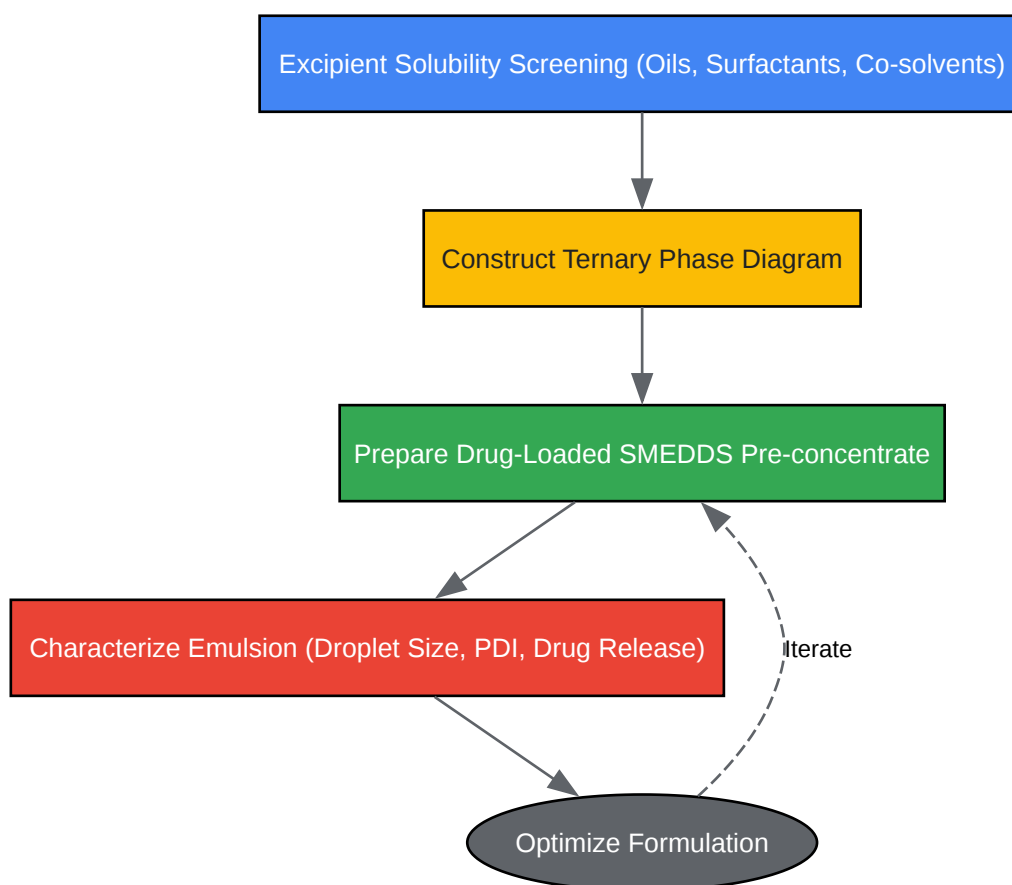 Excipient Solubility Screening (Oils, Surfactants, Co-solvents)
Construct Ternary Phase Diagram
Prepare Drug-Loaded SMEDDS Pre-concentrate
Characterize Emulsion (Droplet Size, PDI, Drug Release)
Iterate
Optimize Formulation